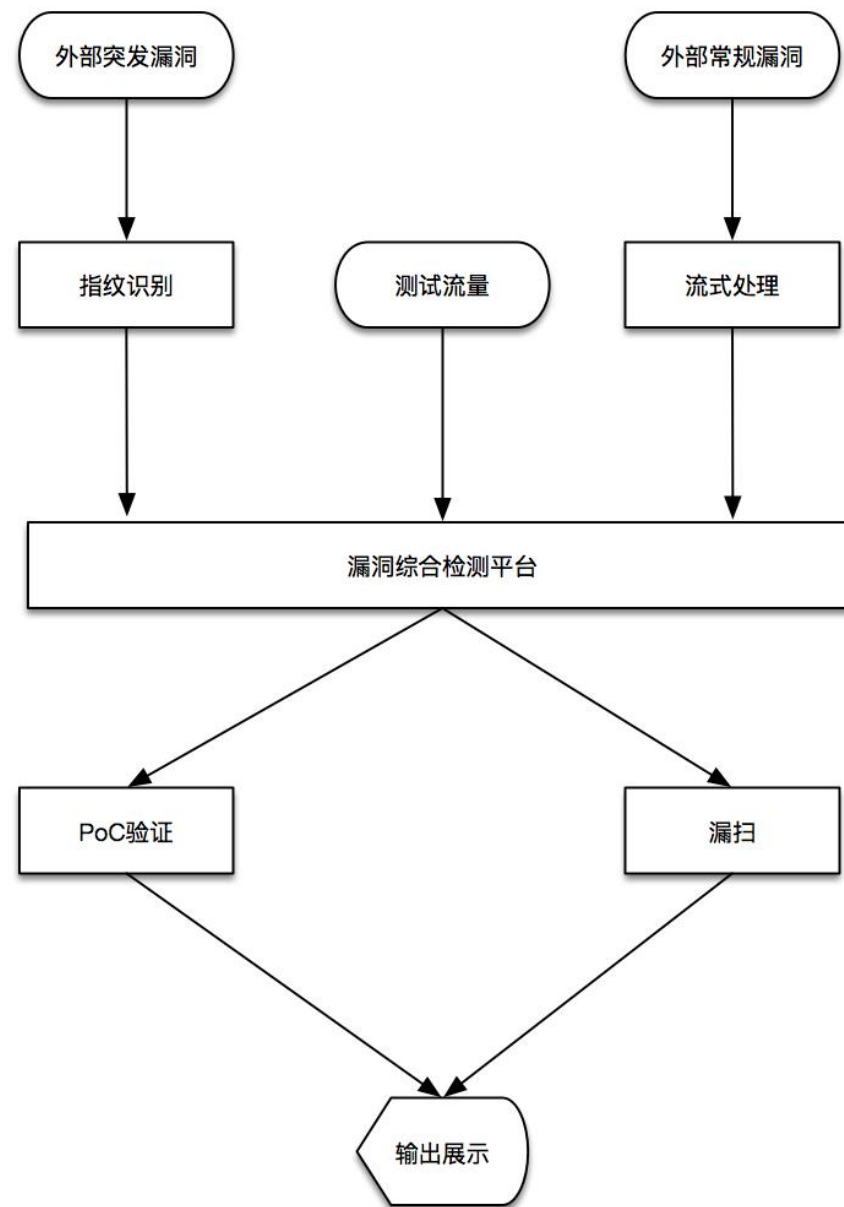 外部突发漏洞
外部常规漏洞
指纹识别
测试流量
流式处理
漏洞综合检测平台
PoC验证
漏扫
输出展示